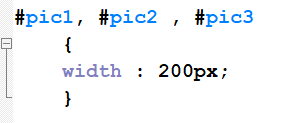 #pic1, #pic2 , #pic3
{
width : 200px;
}